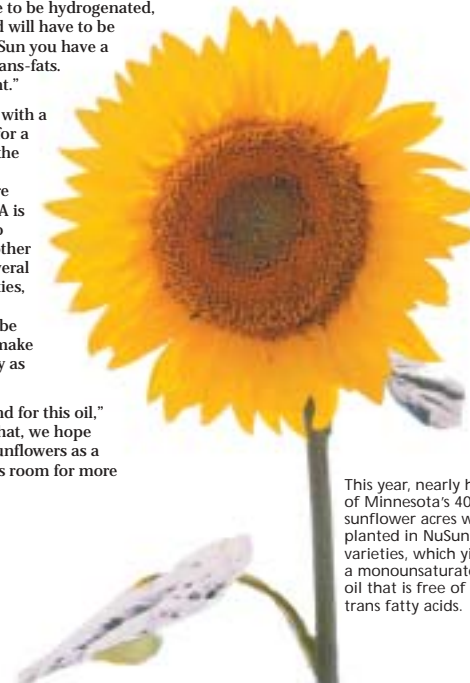 e to be hydrogenated,
d will have to be
Sun you have a
ans-fats.
t.”
with a
for a
the
re
A is
o
ther
veral
ties,
be
make
y as
nd for this oil,”
hat, we hope
unflowers as a
s room for more
This year, nearly h
of Minnesota's 40
sunflower acres w
planted in NuSun
varieties, which yi
a monounsaturate
oil that is free of
trans fatty acids.